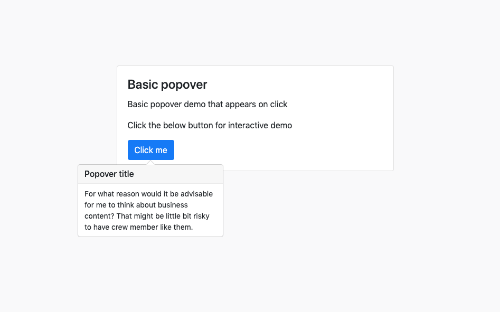 Basic popover
Basic popover demo that appears on click
Click the below button for interactive demo
Click me
Popover title
For what reason would it be advisable
for me to think about business
content? That might be little bit risky
to have crew member like them.